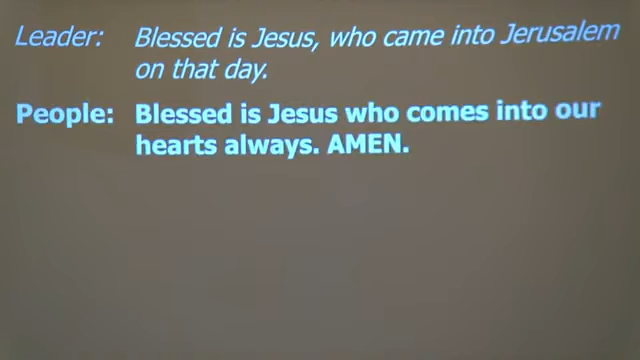 Leader: Blessed is Jesus, who came into Jerusalem
on that day.
People: Blessed is Jesus who comes into our
hearts always. AMEN.